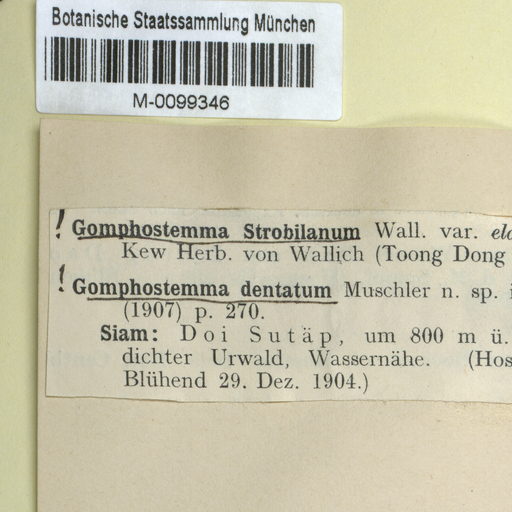 Botanische Staatssammlung München
M-0099346
! Gomphostemma Strobilanum Wall. var.
Kew Herb. von Wallich (Toong Dong
! Gomphostemma dentatum Muschler n. sp.
(1907) p. 270.
Siam: Doi Sutäp, um 800 m ü.
dichter Urwald, Wassernähe. (Hos
Blühend 29. Dez. 1904.)